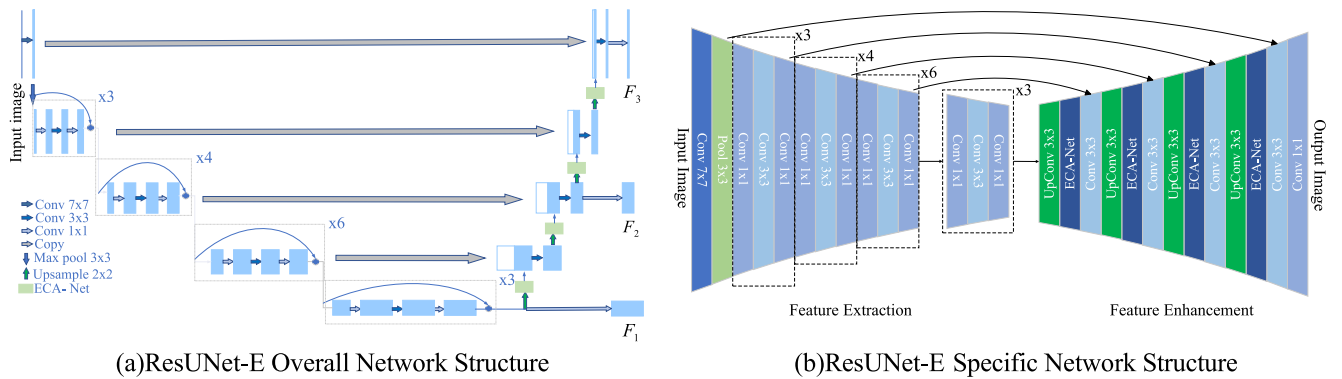 Input image
x3
x4
x6
x3
F3
F2
F1
Conv 7x7
Conv 3x3
Conv 1x1
Copy
Max pool 3x3
Upsample 2x2
ECA- Net
(a)ResUNet-E Overall Network Structure
x3
x4
x6
x3
Input Image
Conv 7x7
Pool 3x3
Conv 1x1
Conv 3x3
Conv 1x1
Conv 1x1
Conv 3x3
Conv 1x1
Conv 1x1
Conv 3x3
Conv 1x1
Conv 1x1
Conv 3x3
Conv 1x1
UpConv 3x3
ECA-Net
Conv 3x3
UpConv 3x3
ECA-Net
Conv 3x3
UpConv 3x3
ECA-Net
Conv 3x3
UpConv 3x3
ECA-Net
Conv 3x3
Conv 1x1
Output Image
Feature Extraction
Feature Enhancement
(b)ResUNet-E Specific Network Structure